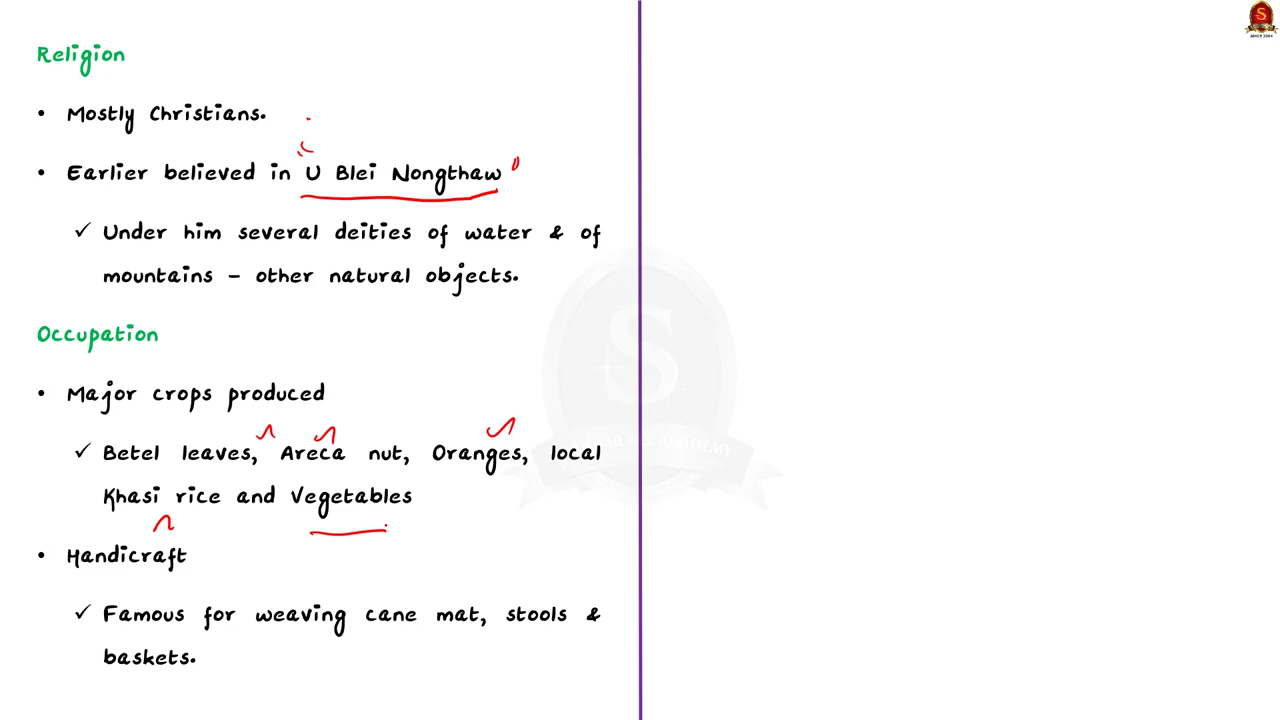 Religion
• Mostly Christians.
• Earlier believed in U Blei Nongthaw
✓ Under him several deities of water & of
mountains – other natural objects.
Occupation
• Major crops produced
✓ Betel leaves, Areca nut, Oranges, local
Khasi rice and Vegetables
• Handicraft
✓ Famous for weaving cane mat, stools &
baskets.
S
SINCE 2004
S